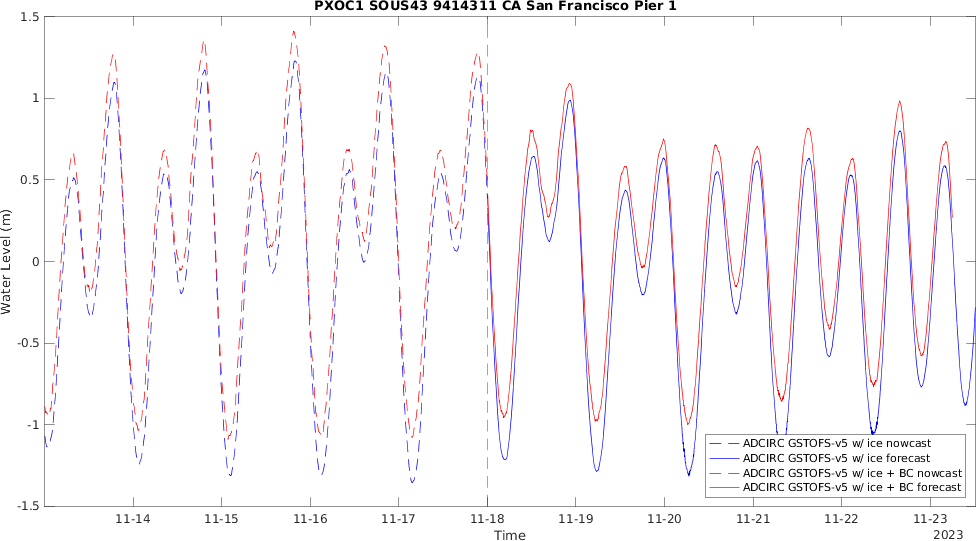 PXOC1 SOUS43 9414311 CA San Francisco Pier 1
1.5
1
0.5
0
-0.5
-1
-1.5
Water Level (m)
11-14 11-15 11-16 11-17 11-18 11-19 11-20 11-21 11-22 11-23
Time
2023
ADCIRC GSTOFS-v5 w/ ice nowcast
ADCIRC GSTOFS-v5 w/ ice forecast
ADCIRC GSTOFS-v5 w/ ice + BC nowcast
ADCIRC GSTOFS-v5 w/ ice + BC forecast